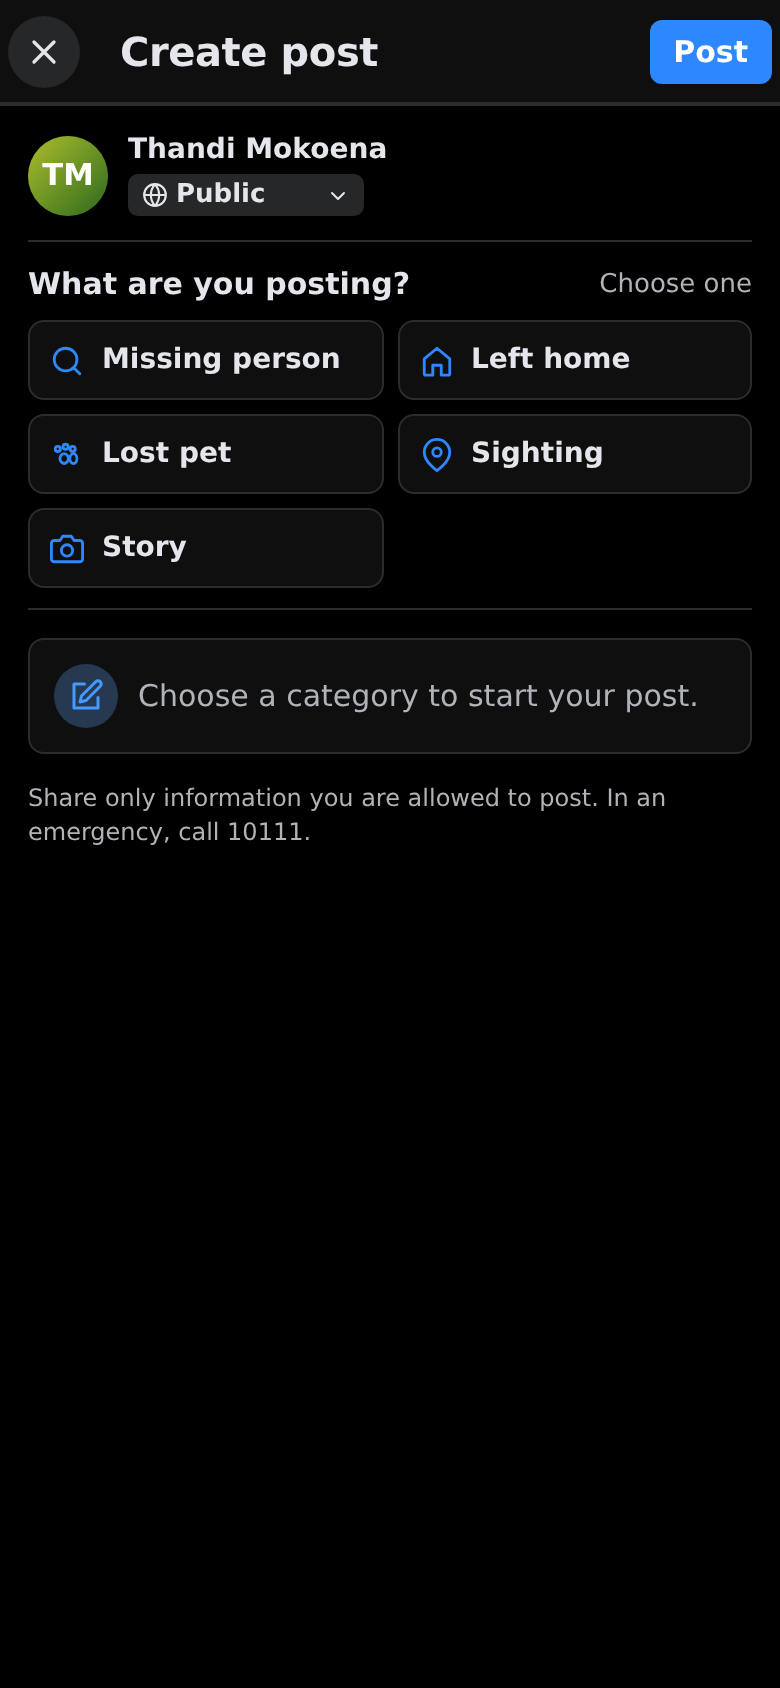 Create post
Post
TM
Thandi Mokoena
Public
What are you posting?
Choose one
Missing person
Left home
Lost pet
Sighting
Story
Choose a category to start your post.
Share only information you are allowed to post. In an
emergency, call 10111.